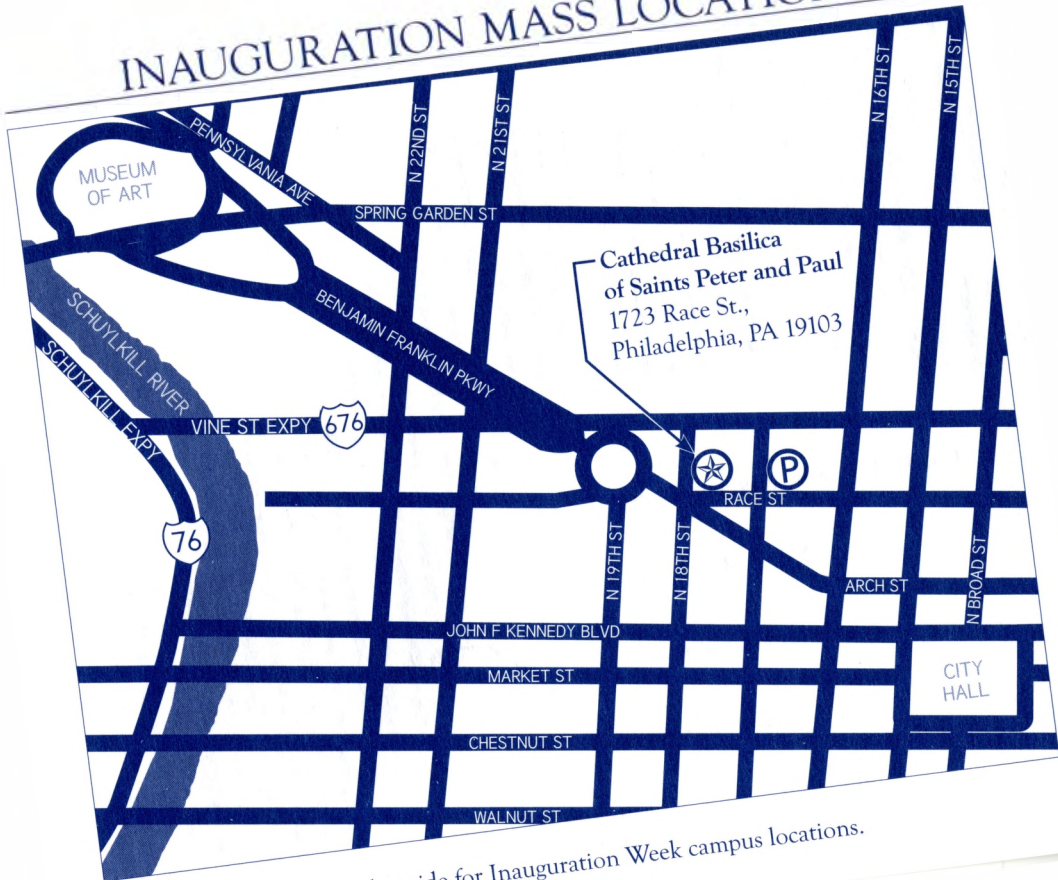 INAUGURATION MASS
PENNSYLVANIA AVE
N 22ND ST
N 21ST ST
N 16TH ST
N 15TH ST
MUSEUM
OF ART
SPRING GARDEN ST
Cathedral Basilica
of Saints Peter and Paul
1723 Race St.,
Philadelphia, PA 19103
SCHUYLKILL RIVER
BENJAMIN FRANKLIN PKWY
SCHUYLKILL EXPY
VINE ST EXPY
676
P
RACE ST
76
N 19TH ST
N 18TH ST
ARCH ST
N BROAD ST
JOHN F KENNEDY BLVD
MARKET ST
CITY
HALL
CHESTNUT ST
WALNUT ST
for Inauguration Week campus locations.